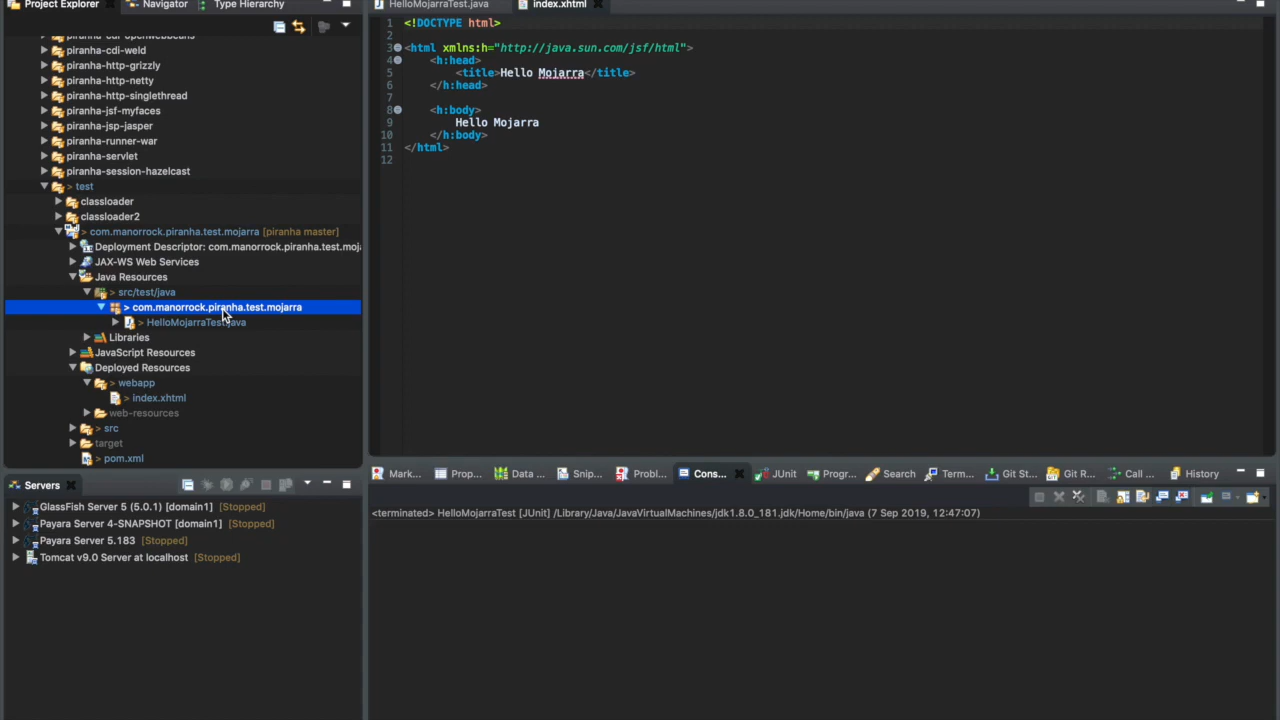 Project Explorer
Navigator
Type Hierarchy
piranha-cdi-openwebbeans
piranha-cdi-weld
piranha-http-grizzly
piranha-http-netty
piranha-http-singlethread
piranha-jsf-myfaces
piranha-jsp-jasper
piranha-runner-war
piranha-servlet
piranha-session-hazelcast
> test
classloader
classloader2
> com.manorrock.piranha.test.mojarra [piranha master]
Deployment Descriptor: com.manorrock.piranha.test.moja
JAX-WS Web Services
Java Resources
> src/test/java
> com.manorrock.piranha.test.mojarra
> HelloMojarraTest.java
Libraries
JavaScript Resources
Deployed Resources
> webapp
> index.xhtml
web-resources
> src
target
> pom.xml
Servers
GlassFish Server 5 (5.0.1) [domain1] [Stopped]
Payara Server 4-SNAPSHOT [domain1] [Stopped]
Payara Server 5.183 [Stopped]
Tomcat v9.0 Server at localhost [Stopped]
HelloMojarraTest.java
index.xhtml
1 <!DOCTYPE html>
2
3 <html xmlns:h="http://java.sun.com/jsf/html">
4 <h:head>
5 <title>Hello Mojarra</title>
6 </h:head>
7
8 <h:body>
9 Hello Mojarra
10 </h:body>
11 </html>
12
Mark... Prop... Data ... Snip... Probl... Cons... JUnit Progr... Search Term... Git St... Git R... Call ... History
<terminated> HelloMojarraTest [JUnit] /Library/Java/JavaVirtualMachines/jdk1.8.0_181.jdk/Home/bin/java (7 Sep 2019, 12:47:07)